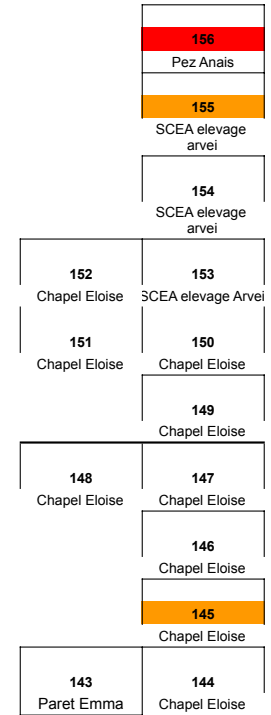 156
Pez Anais
155
SCEA elevage
arvei
154
SCEA elevage
arvei
152 153
Chapel Eloise SCEA elevage Arvei
151 150
Chapel Eloise Chapel Eloise
149
Chapel Eloise
148 147
Chapel Eloise Chapel Eloise
146
Chapel Eloise
145
Chapel Eloise
143 144
Paret Emma Chapel Eloise